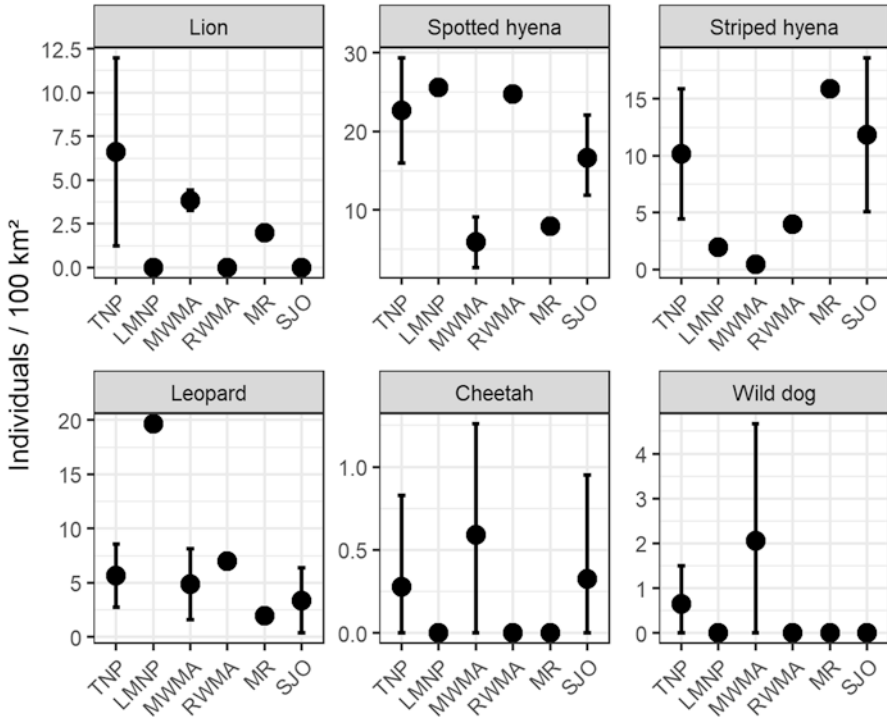 Individuals / 100 km²
Lion
12.5
10.0
7.5
5.0
2.5
0.0
TNP
LMNP
MWMA
RWMA
MR
SJO
Spotted hyena
30
20
10
TNP
LMNP
MWMA
RWMA
MR
SJO
Striped hyena
15
10
5
0
TNP
LMNP
MWMA
RWMA
MR
SJO
Leopard
20
15
10
5
0
TNP
LMNP
MWMA
RWMA
MR
SJO
Cheetah
1.0
0.5
0.0
TNP
LMNP
MWMA
RWMA
MR
SJO
Wild dog
4
3
2
1
0
TNP
LMNP
MWMA
RWMA
MR
SJO